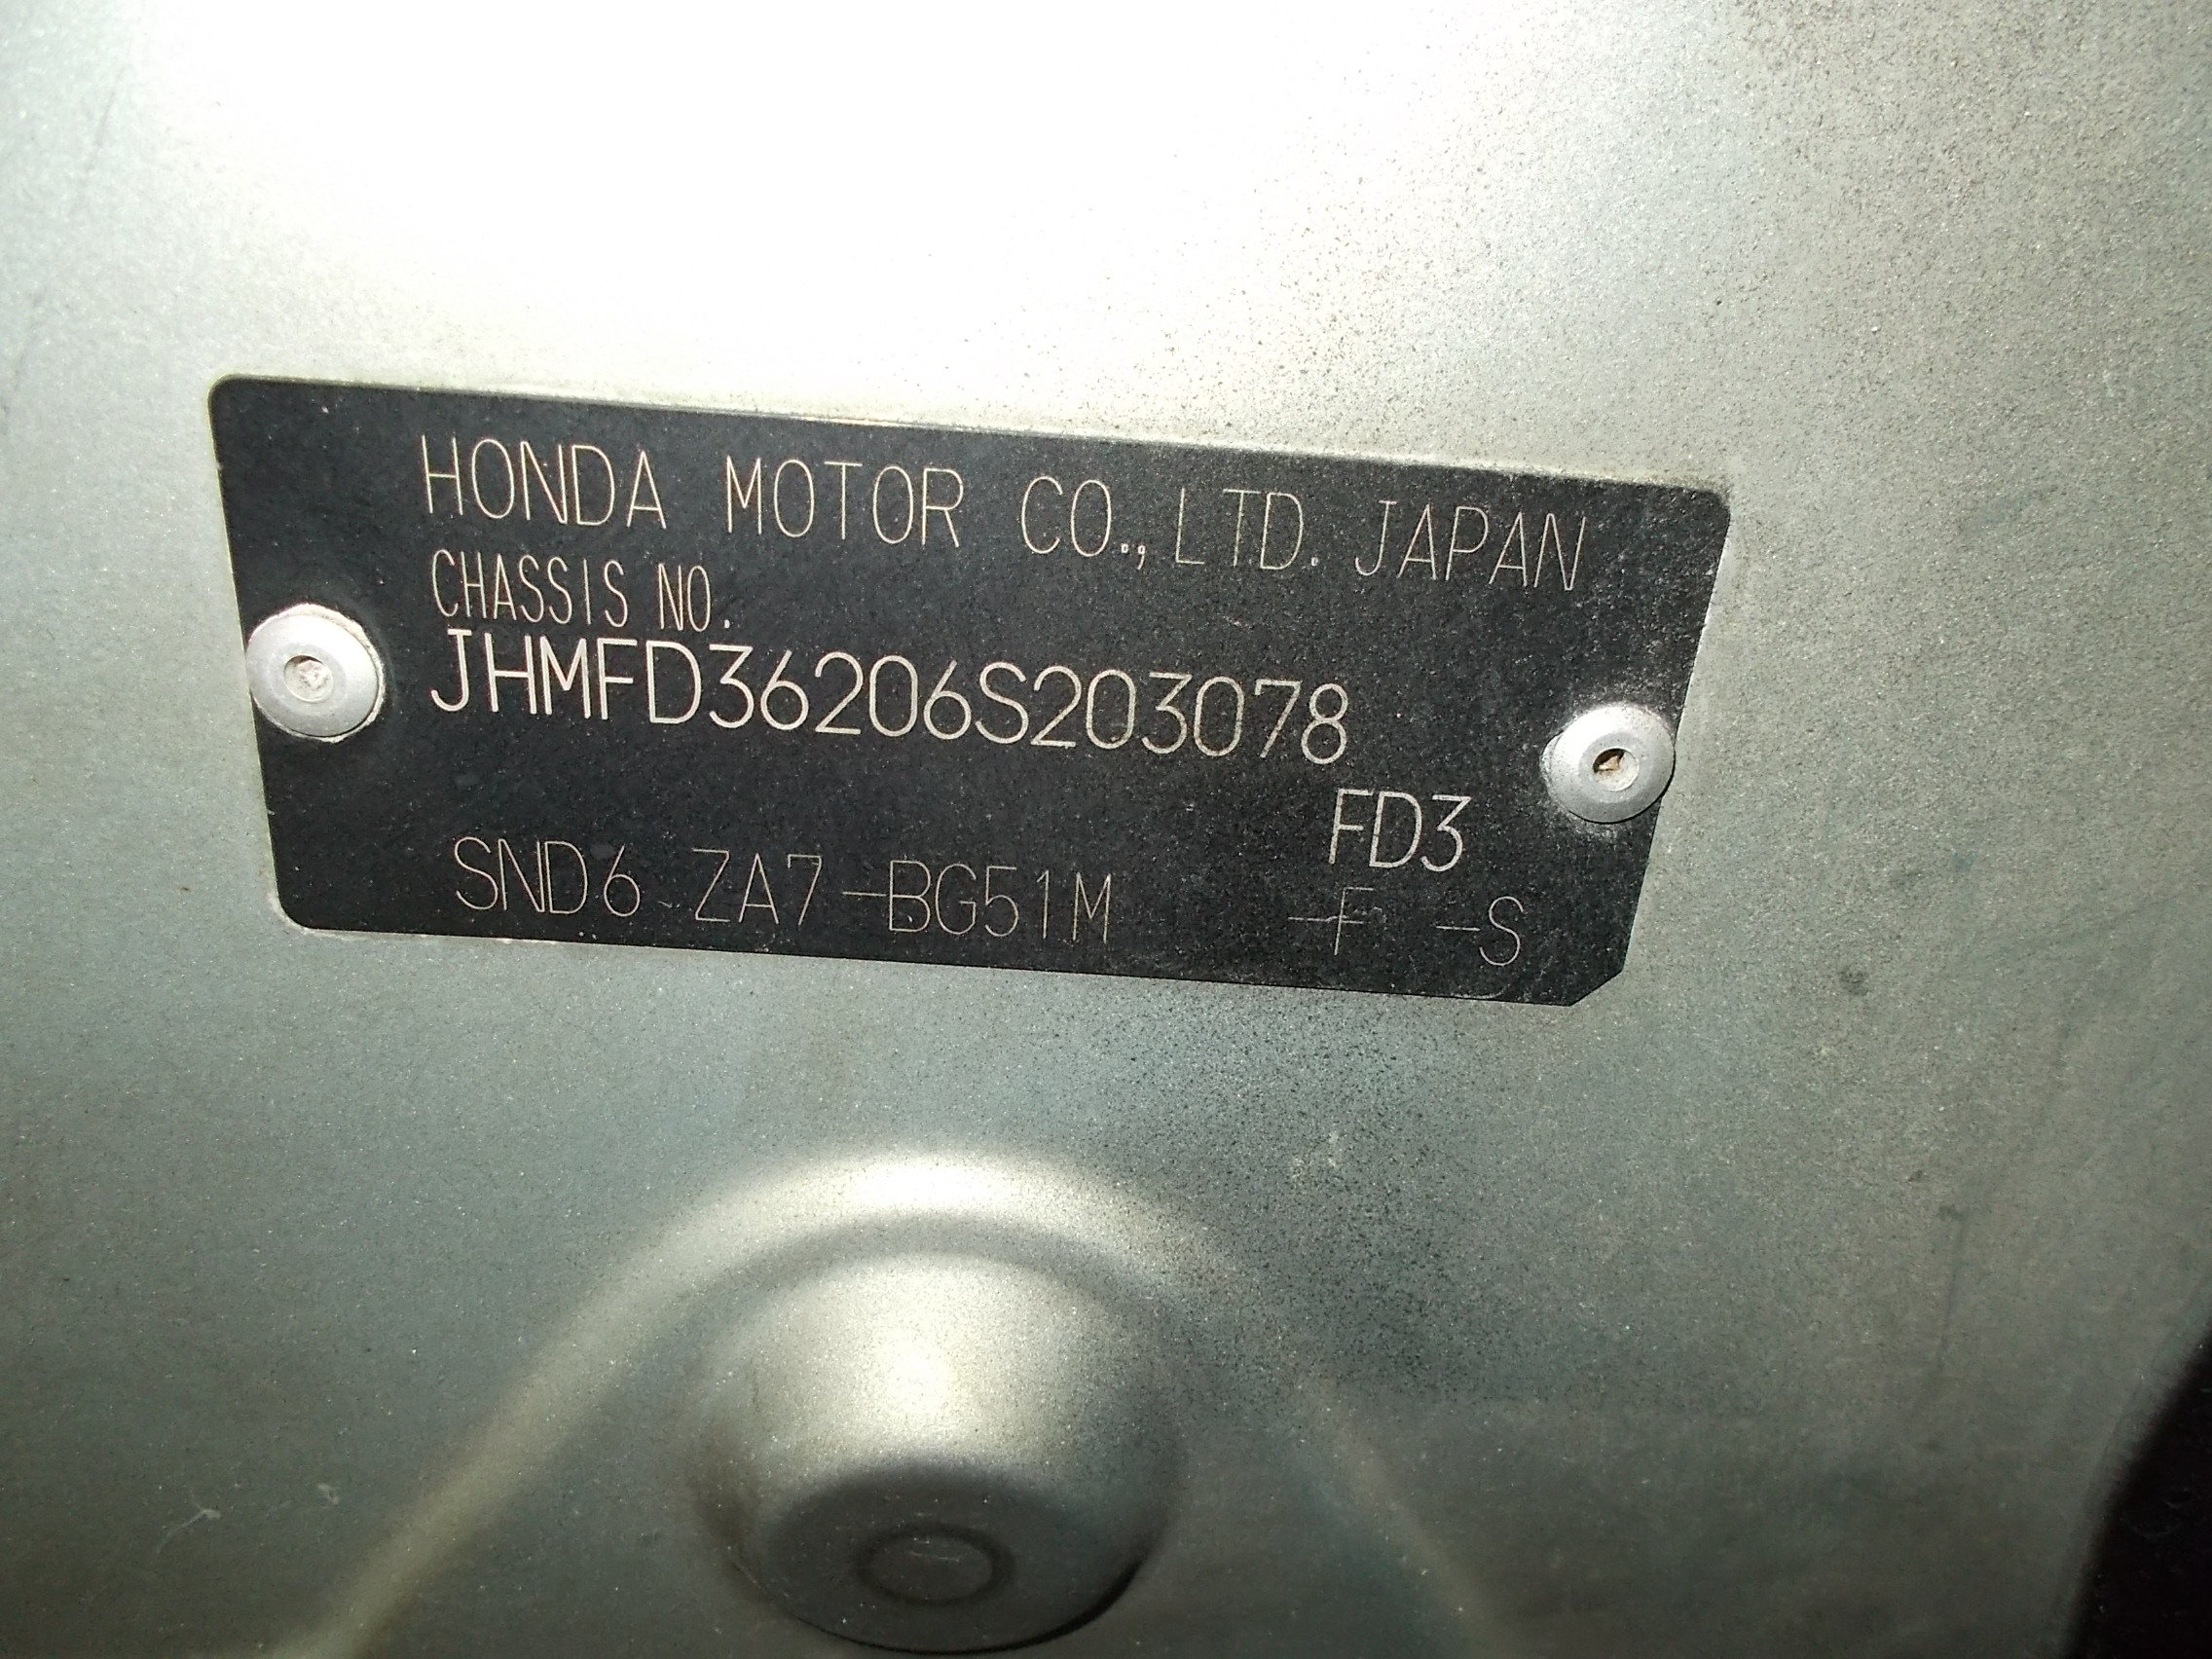 HONDA MOTOR CO., LTD. JAPAN
CHASSIS NO.
JHMFD36206S203078
FD3
SND6 ZA7-BG51M -F -S